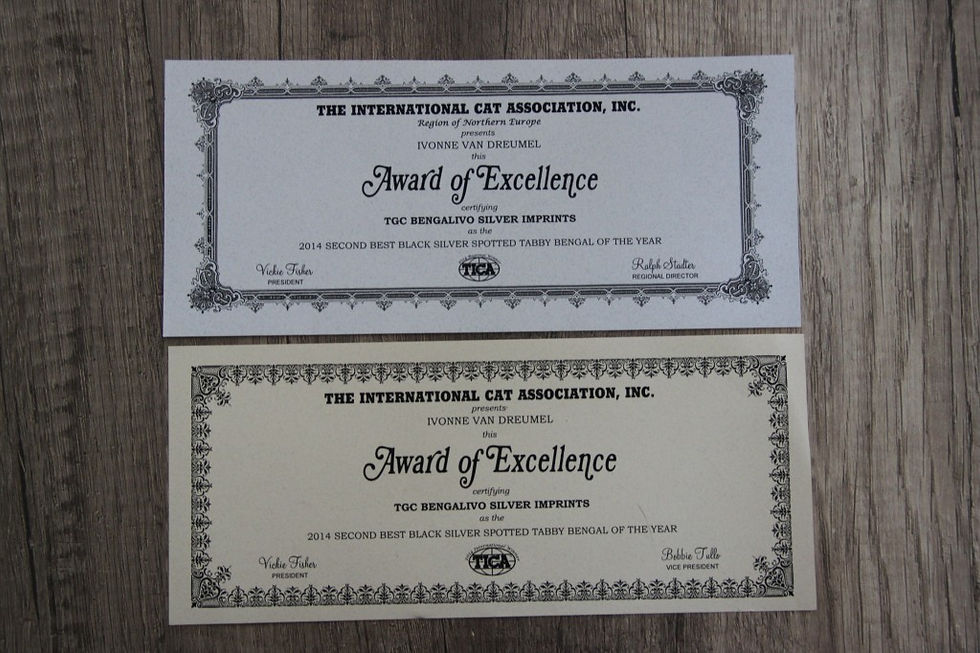 THE INTERNATIONAL CAT ASSOCIATION, INC.
Region of Northern Europe
presents
IVONNE VAN DREUMEL
this
Award of Excellence
certifying
TGC BENGALIVO SILVER IMPRINTS
as the
2014 SECOND BEST BLACK SILVER SPOTTED TABBY BENGAL OF THE YEAR
Vickie Fisher
PRESIDENT
TICA
Ralph Stadter
REGIONAL DIRECTOR
THE INTERNATIONAL CAT ASSOCIATION, INC.
presents
IVONNE VAN DREUMEL
this
Award of Excellence
certifying
TGC BENGALIVO SILVER IMPRINTS
as the
2014 SECOND BEST BLACK SILVER SPOTTED TABBY BENGAL OF THE YEAR
Vickie Fisher
PRESIDENT
TICA
Bobbie Tullo
VICE PRESIDENT